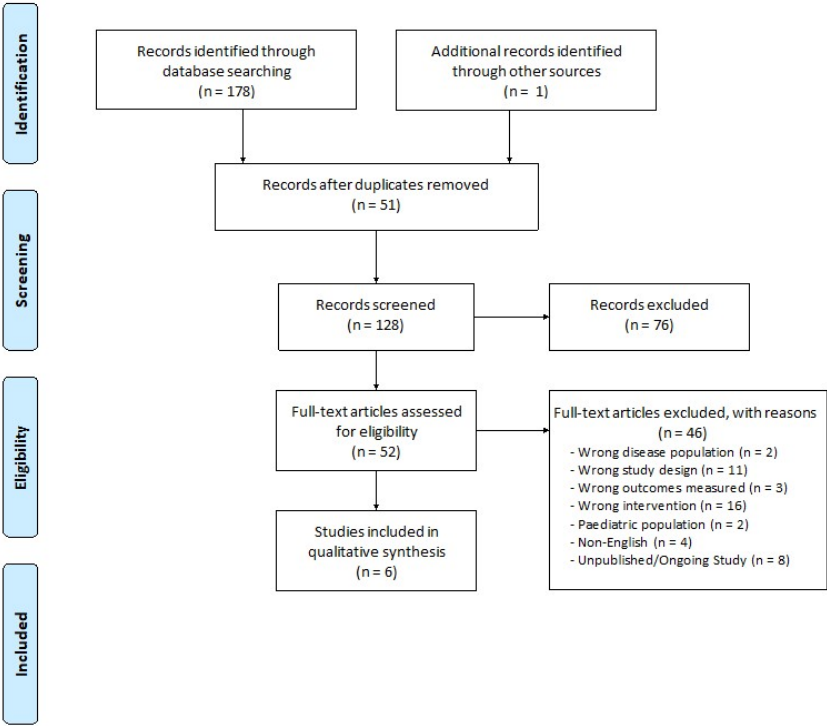 Identification
Records identified through
database searching
(n = 178)
Additional records identified
through other sources
(n = 1)
Records after duplicates removed
(n = 51)
Screening
Records screened
(n = 128)
Records excluded
(n = 76)
Eligibility
Full-text articles assessed
for eligibility
(n = 52)
Full-text articles excluded, with reasons
(n = 46)
- Wrong disease population (n = 2)
- Wrong study design (n = 11)
- Wrong outcomes measured (n = 3)
- Wrong intervention (n = 16)
- Paediatric population (n = 2)
- Non-English (n = 4)
- Unpublished/Ongoing Study (n = 8)
Studies included in
qualitative synthesis
(n = 6)
Included